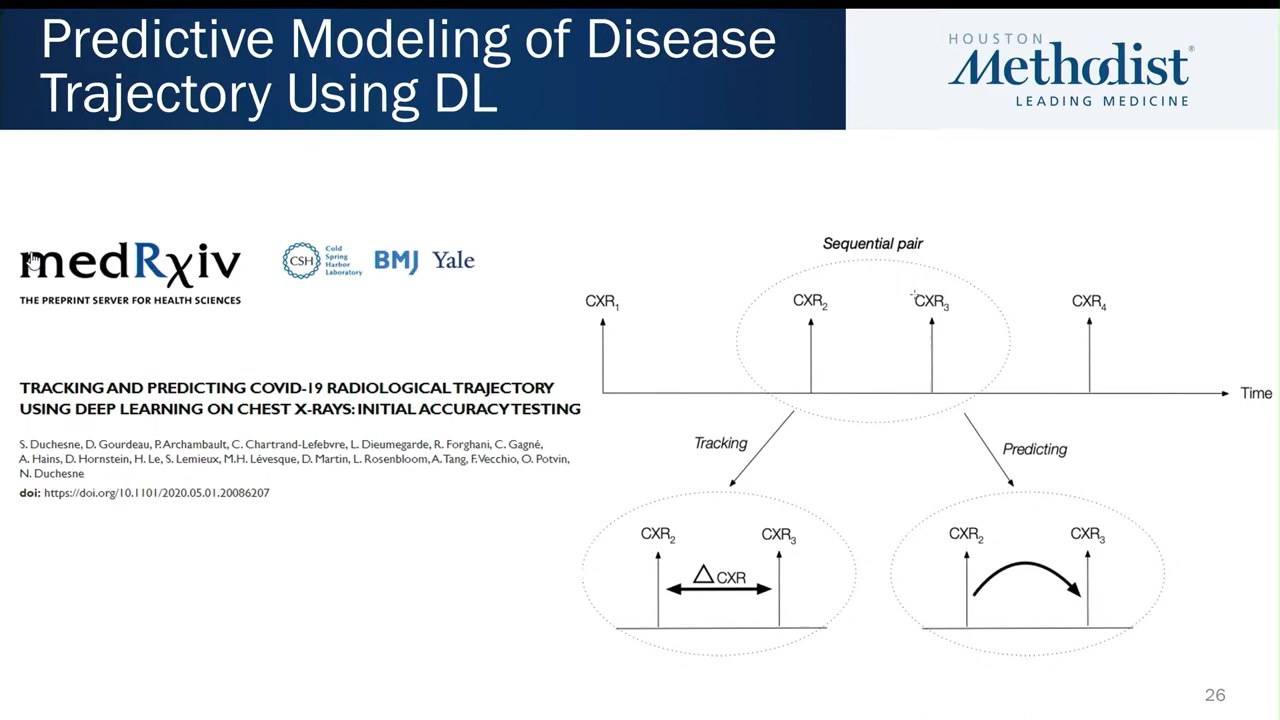 Predictive Modeling of Disease
Trajectory Using DL
HOUSTON
Methodist®
LEADING MEDICINE
medRχiv
THE PREPRINT SERVER FOR HEALTH SCIENCES
CSH
Cold
Spring
Harbor
Laboratory
BMJ
Yale
TRACKING AND PREDICTING COVID-19 RADIOLOGICAL TRAJECTORY
USING DEEP LEARNING ON CHEST X-RAYS: INITIAL ACCURACY TESTING
S. Duchesne, D. Gourdeau, P. Archambault, C. Chartrand-Lefebvre, L. Dieumegarde, R. Forghani, C. Gagné,
A. Hains, D. Hornstein, H. Le, S. Lemieux, M.H. Lévesque, D. Martin, L. Rosenbloom, A. Tang, F. Vecchio, O. Potvin,
N. Duchesne
doi: https://doi.org/10.1101/2020.05.01.20086207
Sequential pair
CXR₁ CXR₂ CXR₃ CXR₄
Time
Tracking
Predicting
CXR₂ CXR₃
△ CXR
CXR₂ CXR₃
26